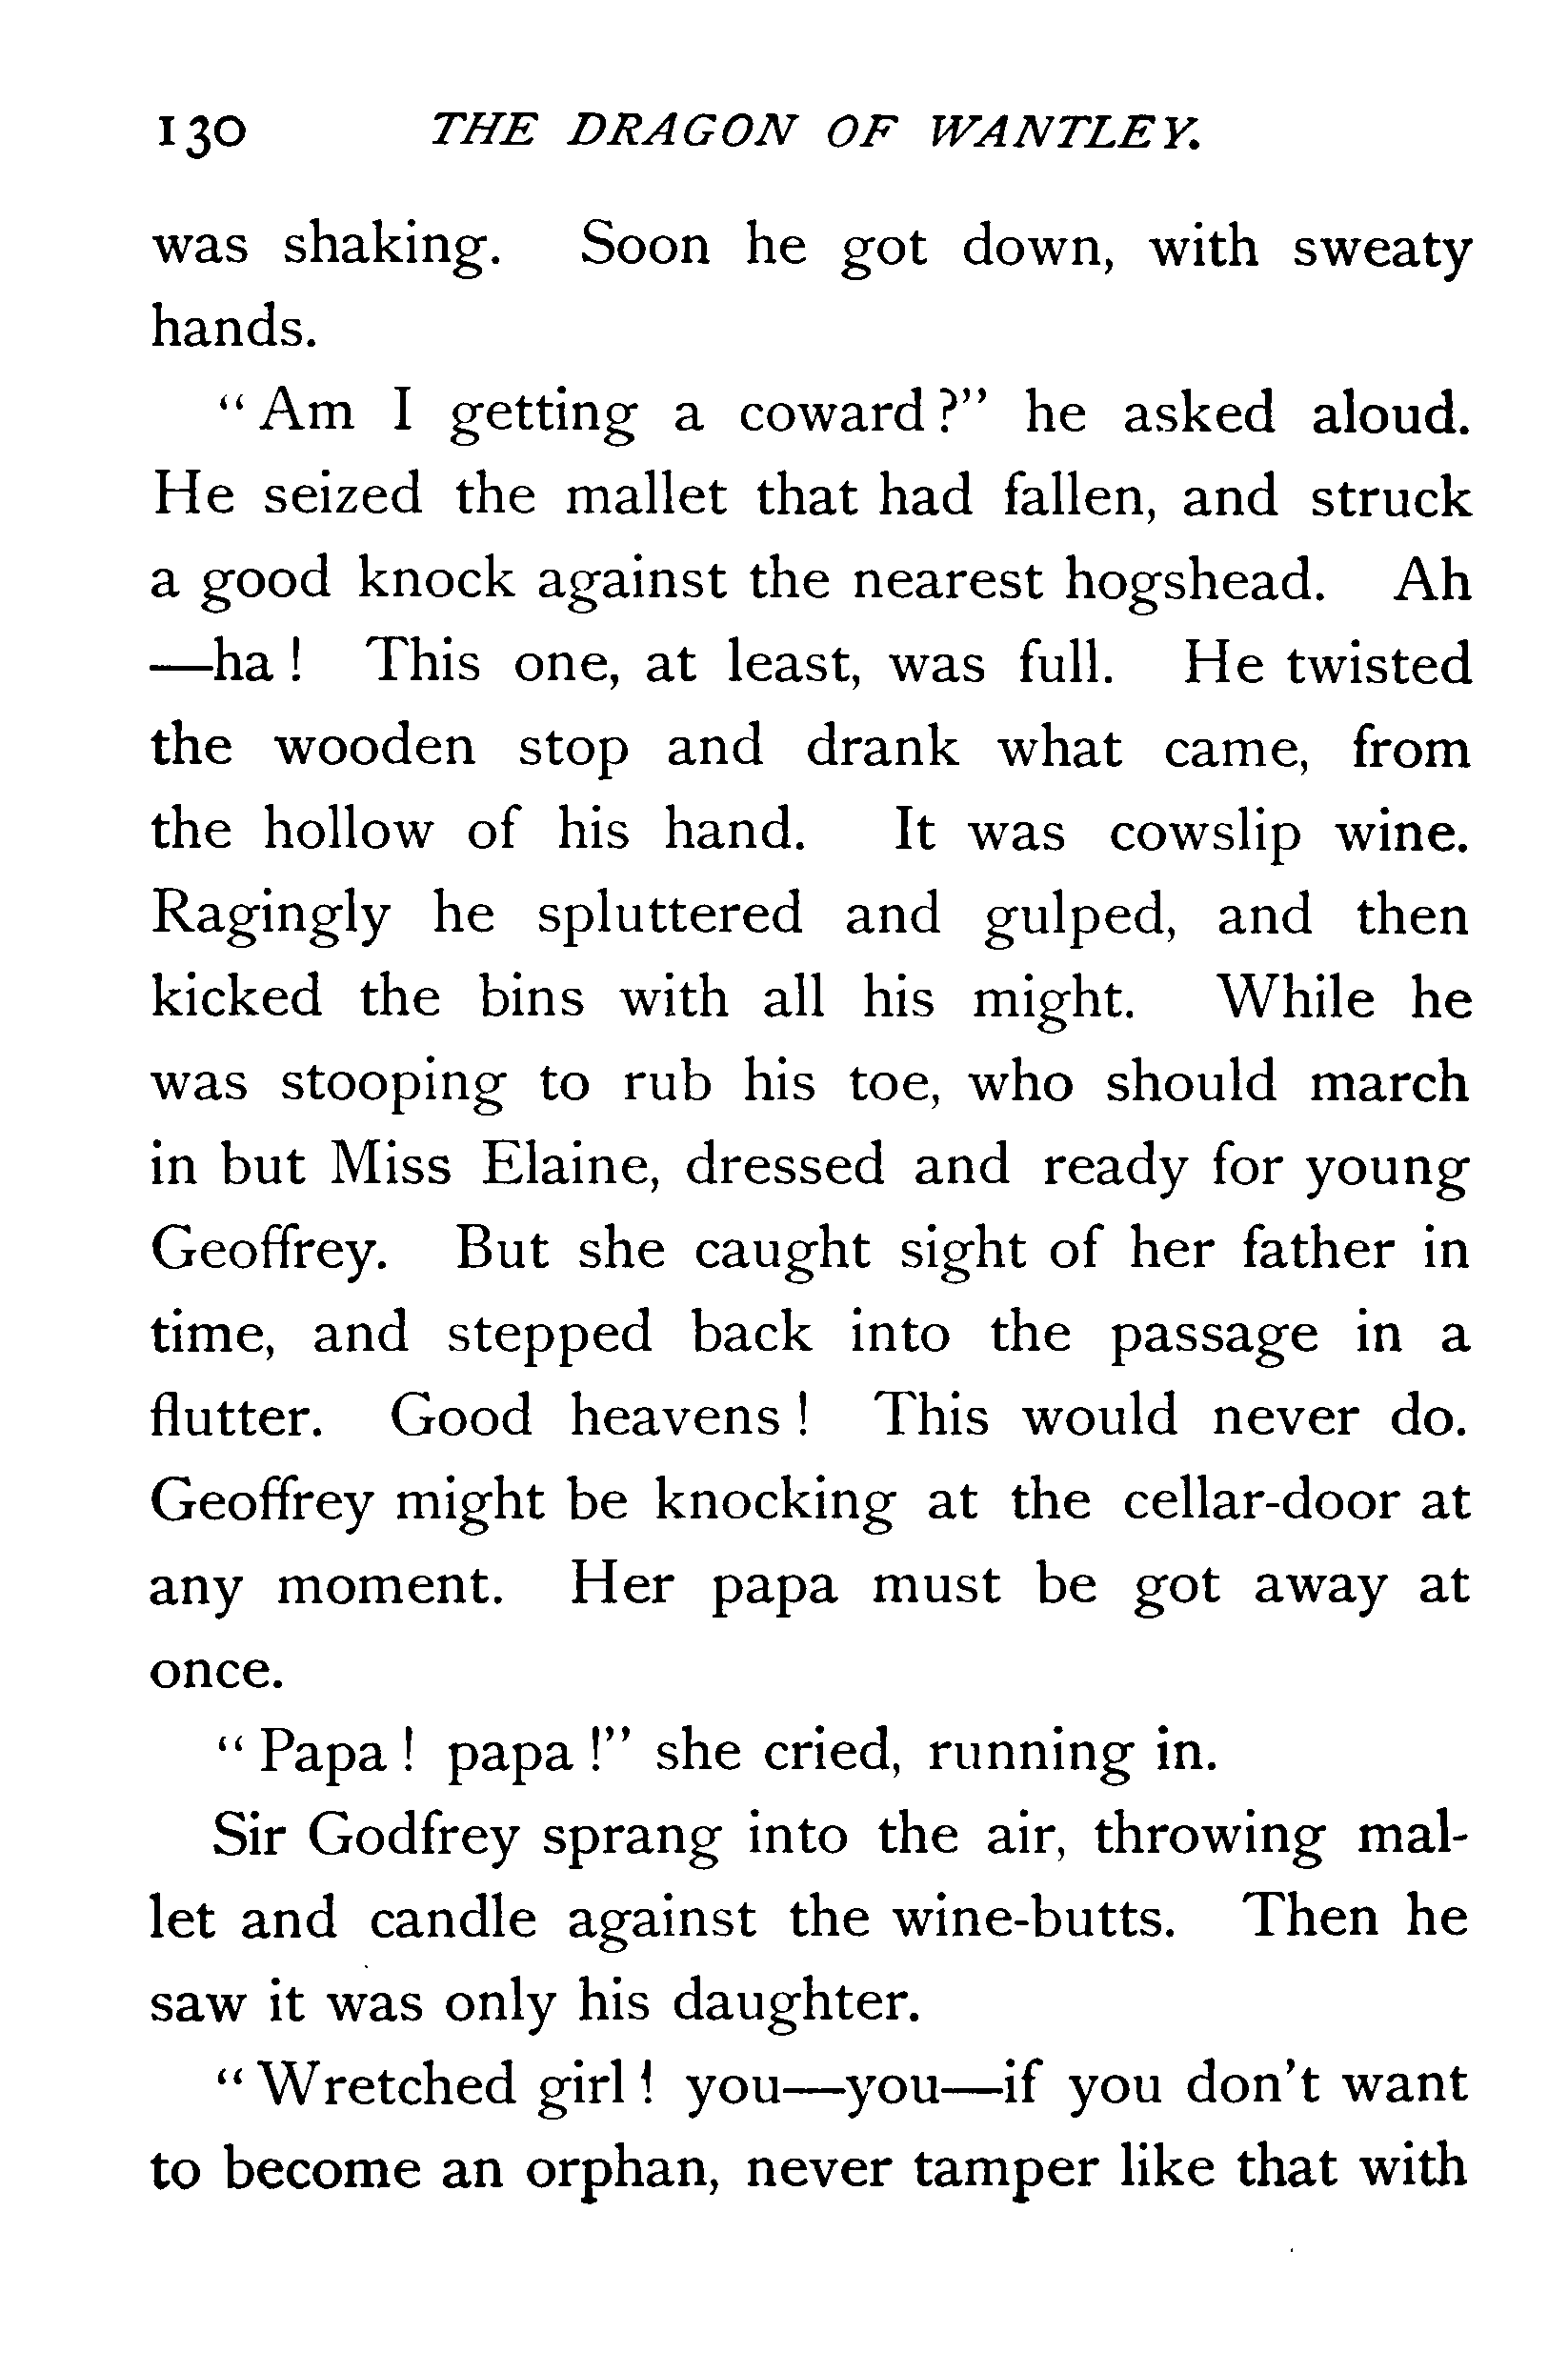 130 THE DRAGON OF WANTLEY.
was shaking. Soon he got down, with sweaty
hands.
"Am I getting a coward?" he asked aloud.
He seized the mallet that had fallen, and struck
a good knock against the nearest hogshead. Ah
—ha! This one, at least, was full. He twisted
the wooden stop and drank what came, from
the hollow of his hand. It was cowslip wine.
Ragingly he spluttered and gulped, and then
kicked the bins with all his might. While he
was stooping to rub his toe, who should march
in but Miss Elaine, dressed and ready for young
Geoffrey. But she caught sight of her father in
time, and stepped back into the passage in a
flutter. Good heavens! This would never do.
Geoffrey might be knocking at the cellar-door at
any moment. Her papa must be got away at
once.
"Papa! papa!" she cried, running in.
Sir Godfrey sprang into the air, throwing mal-
let and candle against the wine-butts. Then he
saw it was only his daughter.
"Wretched girl! you—you—if you don't want
to become an orphan, never tamper like that with